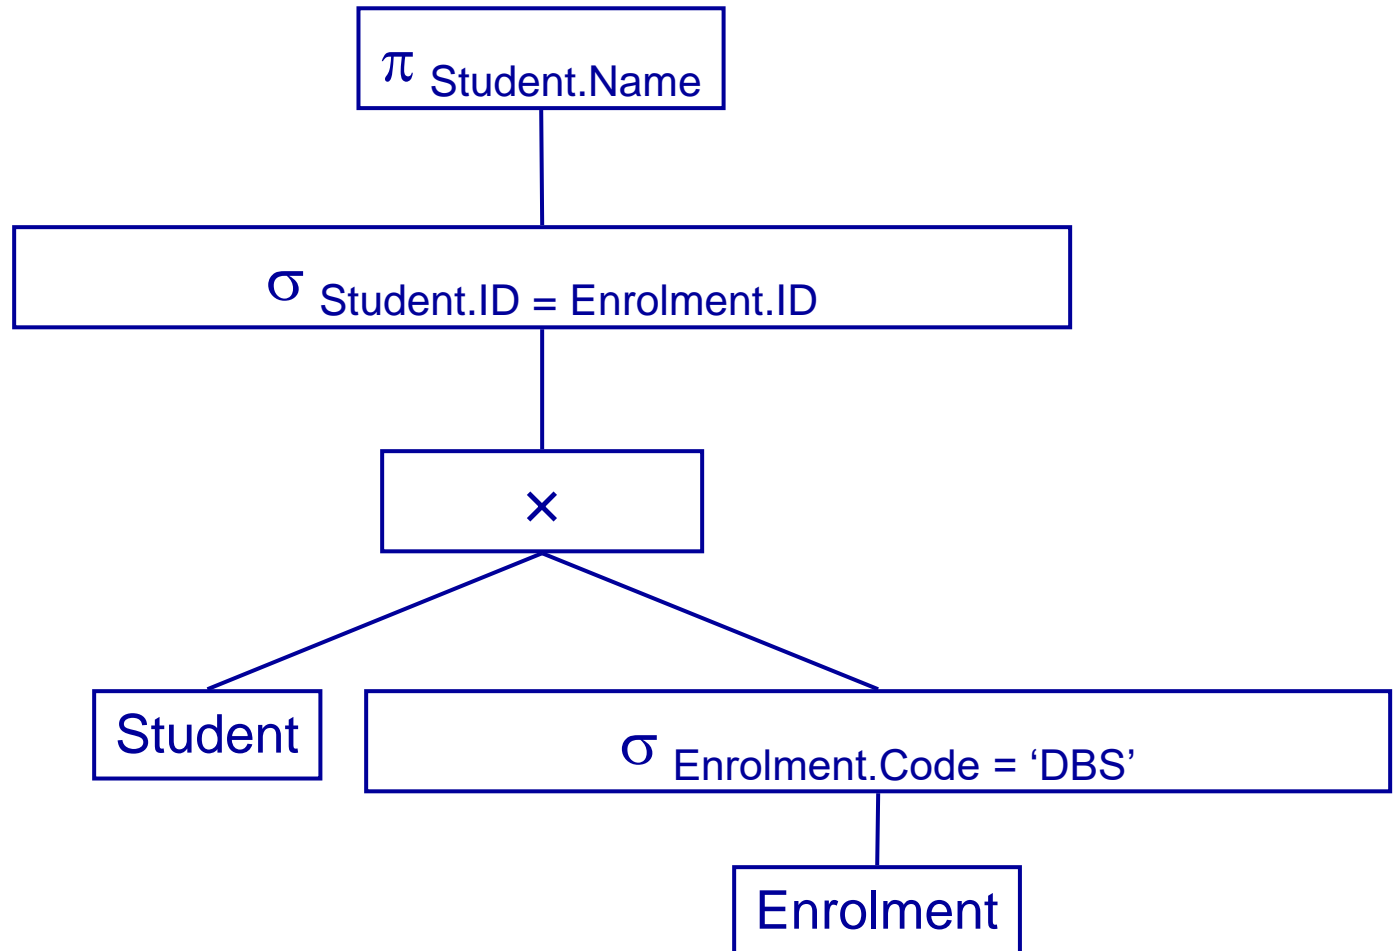 π Student.Name
σ Student.ID = Enrolment.ID
×
Student
σ Enrolment.Code = ‘DBS’
Enrolment